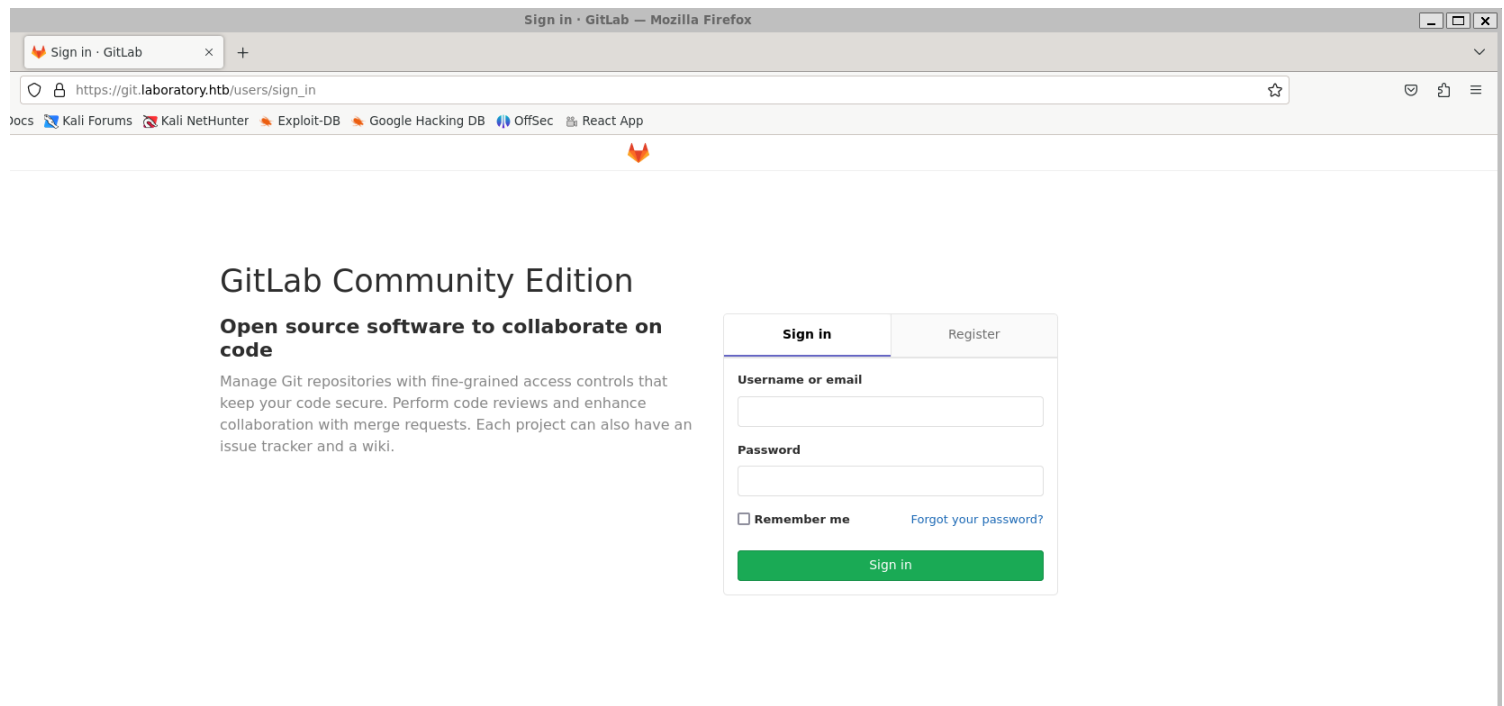 Sign in · GitLab — Mozilla Firefox
Sign in · GitLab
https://git.laboratory.htb/users/sign_in
Docs Kali Forums Kali NetHunter Exploit-DB Google Hacking DB OffSec React App
GitLab Community Edition
Open source software to collaborate on
code
Manage Git repositories with fine-grained access controls that
keep your code secure. Perform code reviews and enhance
collaboration with merge requests. Each project can also have an
issue tracker and a wiki.
Sign in Register
Username or email
Password
Remember me Forgot your password?
Sign in